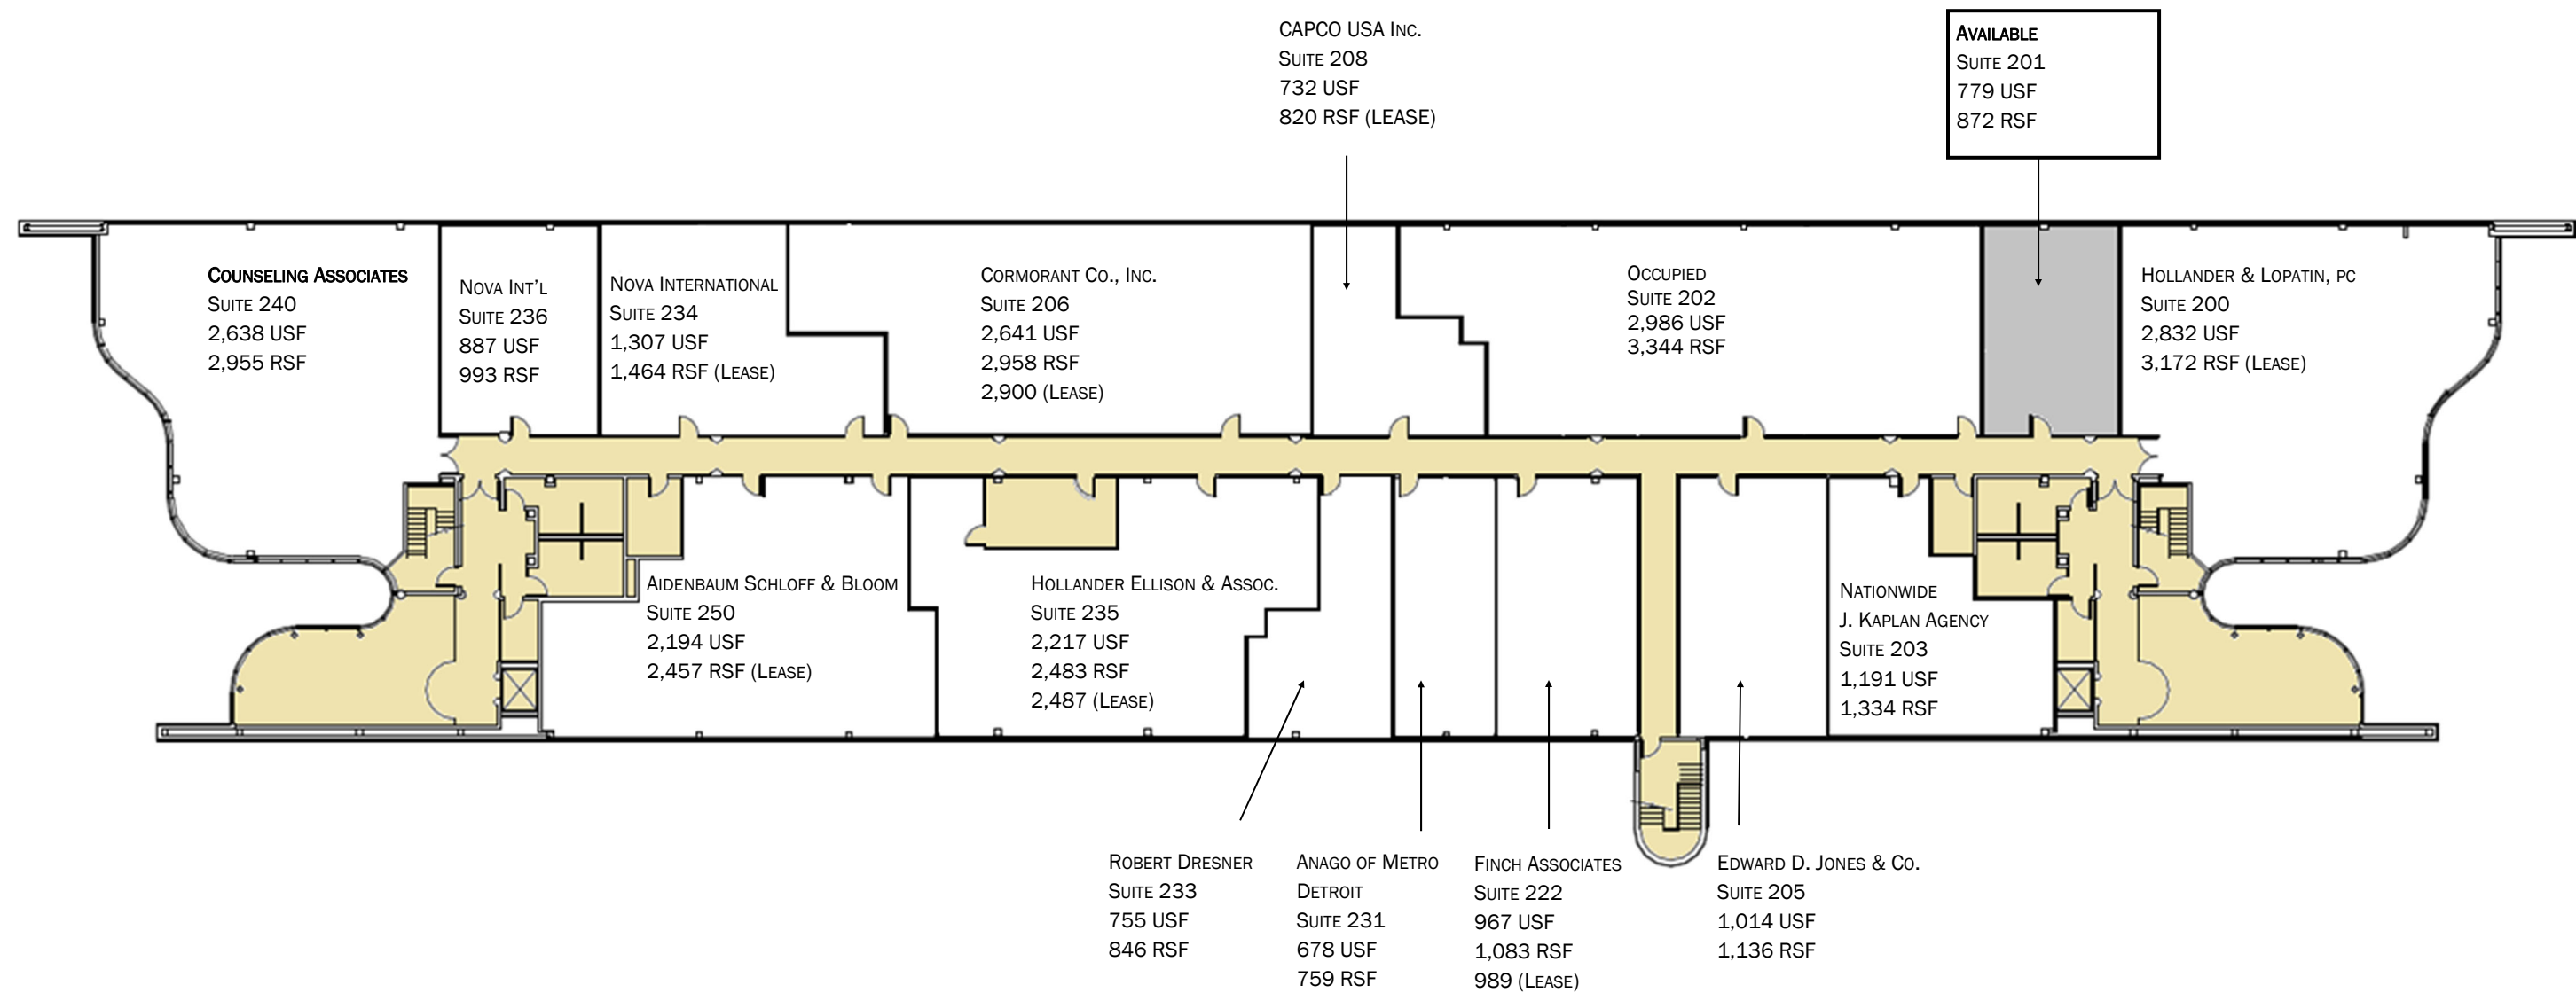 CAPCO USA INC.
SUITE 208
732 USF
820 RSF (LEASE)
AVAILABLE
SUITE 201
779 USF
872 RSF
COUNSELING ASSOCIATES
SUITE 240
2,638 USF
2,955 RSF
NOVA INT'L
SUITE 236
887 USF
993 RSF
NOVA INTERNATIONAL
SUITE 234
1,307 USF
1,464 RSF (LEASE)
CORMORANT CO., INC.
SUITE 206
2,641 USF
2,958 RSF
2,900 (LEASE)
OCCUPIED
SUITE 202
2,986 USF
3,344 RSF
HOLLANDER & LOPATIN, PC
SUITE 200
2,832 USF
3,172 RSF (LEASE)
AIDENBAUM SCHLOFF & BLOOM
SUITE 250
2,194 USF
2,457 RSF (LEASE)
HOLLANDER ELLISON & ASSOC.
SUITE 235
2,217 USF
2,483 RSF
2,487 (LEASE)
NATIONWIDE
J. KAPLAN AGENCY
SUITE 203
1,191 USF
1,334 RSF
ROBERT DRESNER
SUITE 233
755 USF
846 RSF
ANAGO OF METRO
DETROIT
SUITE 231
678 USF
759 RSF
FINCH ASSOCIATES
SUITE 222
967 USF
1,083 RSF
989 (LEASE)
EDWARD D. JONES & CO.
SUITE 205
1,014 USF
1,136 RSF